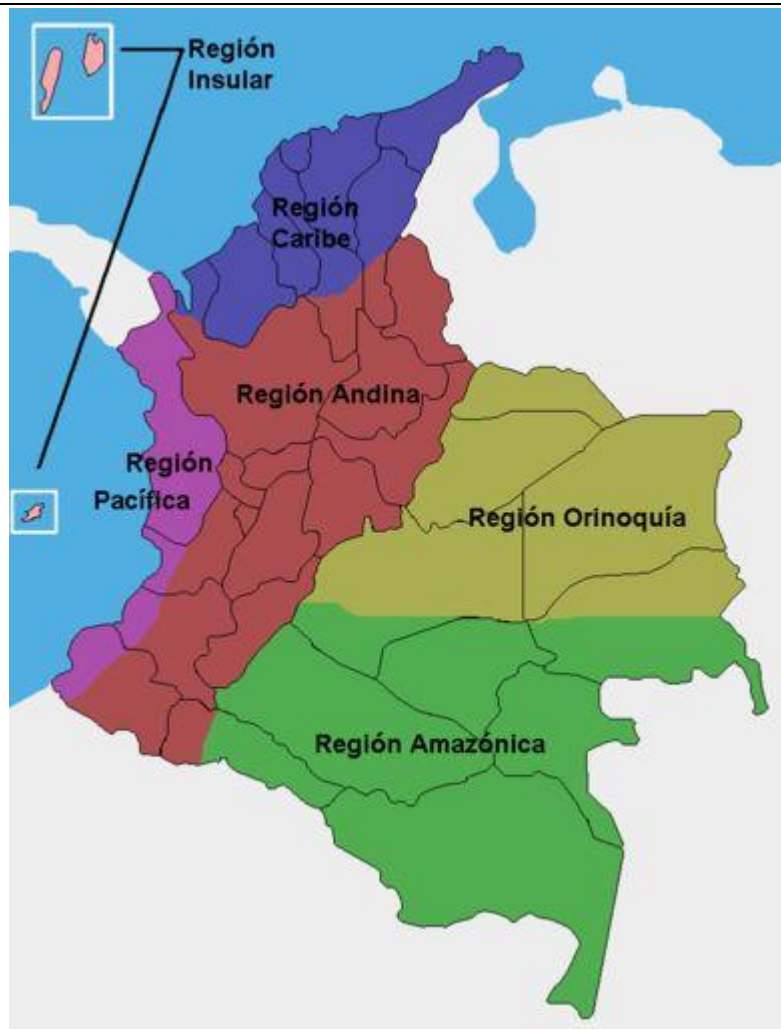 Región
Insular
Región
Caribe
Región Andina
Región
Pacífica
Región Orinoquía
Región Amazónica